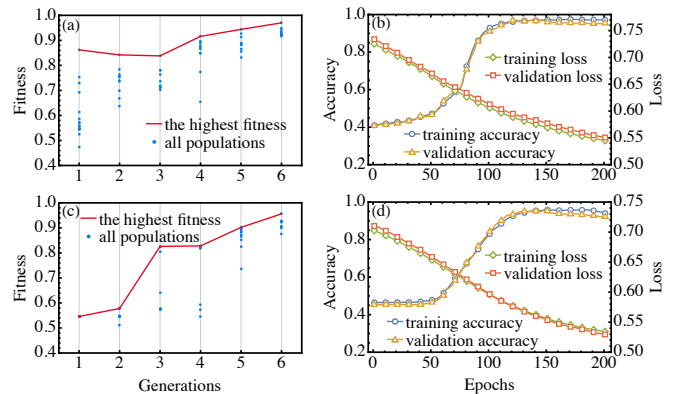 (a)
1.0
0.9
0.8
0.7
0.6
0.5
0.4
Fitness
the highest fitness
all populations
1 2 3 4 5 6
(b)
1.0
0.8
0.6
0.4
0.2
Accuracy
training loss
validation loss
training accuracy
validation accuracy
0.75
0.70
0.65
0.60
0.55
0.50
Loss
0 50 100 150 200
(c)
1.0
0.9
0.8
0.7
0.6
0.5
0.4
Fitness
the highest fitness
all populations
1 2 3 4 5 6
Generations
(d)
1.0
0.8
0.6
0.4
0.2
Accuracy
training loss
validation loss
training accuracy
validation accuracy
0.75
0.70
0.65
0.60
0.55
0.50
Loss
0 50 100 150 200
Epochs